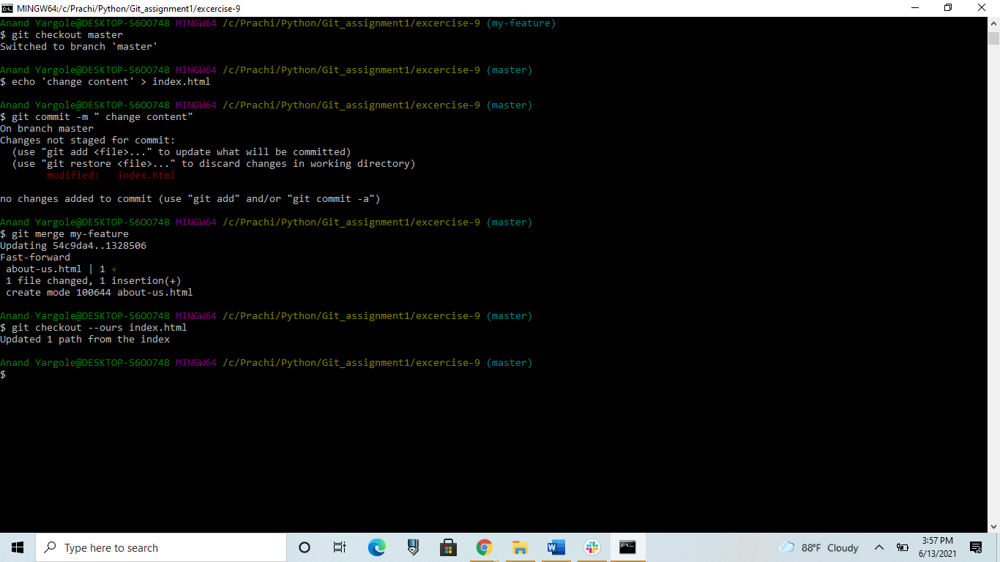 MINGW64:/c/Prachi/Python/Git_assignment1/excercise-9
Anand Yargole@DESKTOP-S6OO748 MINGW64 /c/Prachi/Python/Git_assignment1/excercise-9 (my-feature)
$ git checkout master
Switched to branch 'master'
Anand Yargole@DESKTOP-S6OO748 MINGW64 /c/Prachi/Python/Git_assignment1/excercise-9 (master)
$ echo 'change content' > index.html
Anand Yargole@DESKTOP-S6OO748 MINGW64 /c/Prachi/Python/Git_assignment1/excercise-9 (master)
$ git commit -m " change content"
On branch master
Changes not staged for commit:
  (use "git add <file>..." to update what will be committed)
  (use "git restore <file>..." to discard changes in working directory)
        modified:   index.html
no changes added to commit (use "git add" and/or "git commit -a")
Anand Yargole@DESKTOP-S6OO748 MINGW64 /c/Prachi/Python/Git_assignment1/excercise-9 (master)
$ git merge my-feature
Updating 54c9da4..1328506
Fast-forward
 about-us.html | 1 +
 1 file changed, 1 insertion(+)
 create mode 100644 about-us.html
Anand Yargole@DESKTOP-S6OO748 MINGW64 /c/Prachi/Python/Git_assignment1/excercise-9 (master)
$ git checkout --ours index.html
Updated 1 path from the index
Anand Yargole@DESKTOP-S6OO748 MINGW64 /c/Prachi/Python/Git_assignment1/excercise-9 (master)
$
Type here to search
88°F Cloudy
3:57 PM
6/13/2021